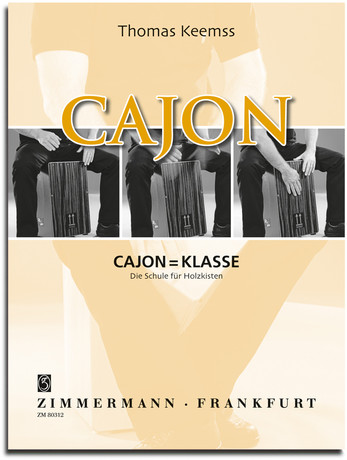 Thomas Keemss
CAJON
CAJON=KLASSE
Die Schule für Holzkisten
ZIMMERMANN · FRANKFURT
ZM 80312